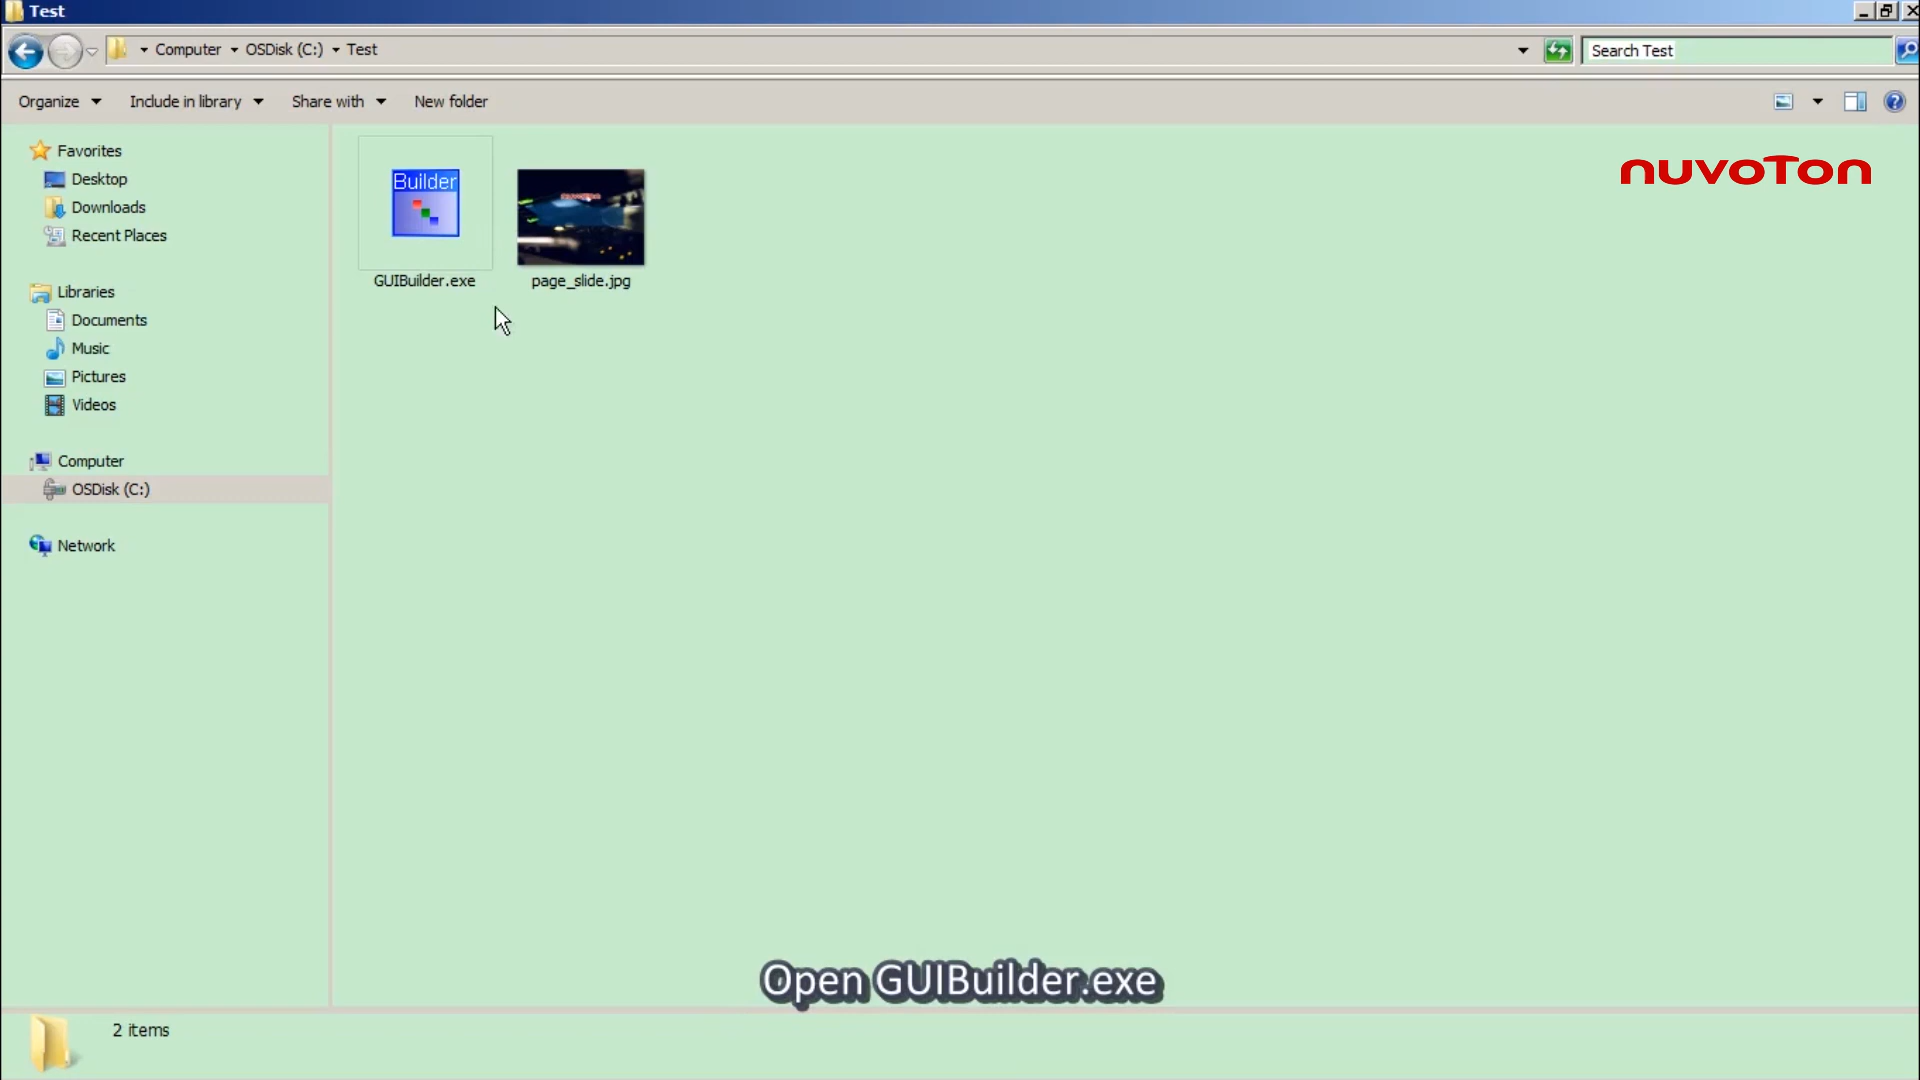 Test
Computer OSDisk (C:) Test
Search Test
Organize Include in library Share with New folder
nuvoTon
Favorites
Desktop
Downloads
Recent Places
Libraries
Documents
Music
Pictures
Videos
Computer
OSDisk (C:)
Network
Builder
GUIBuilder.exe
page_slide.jpg
Open GUIBuilder.exe
2 items